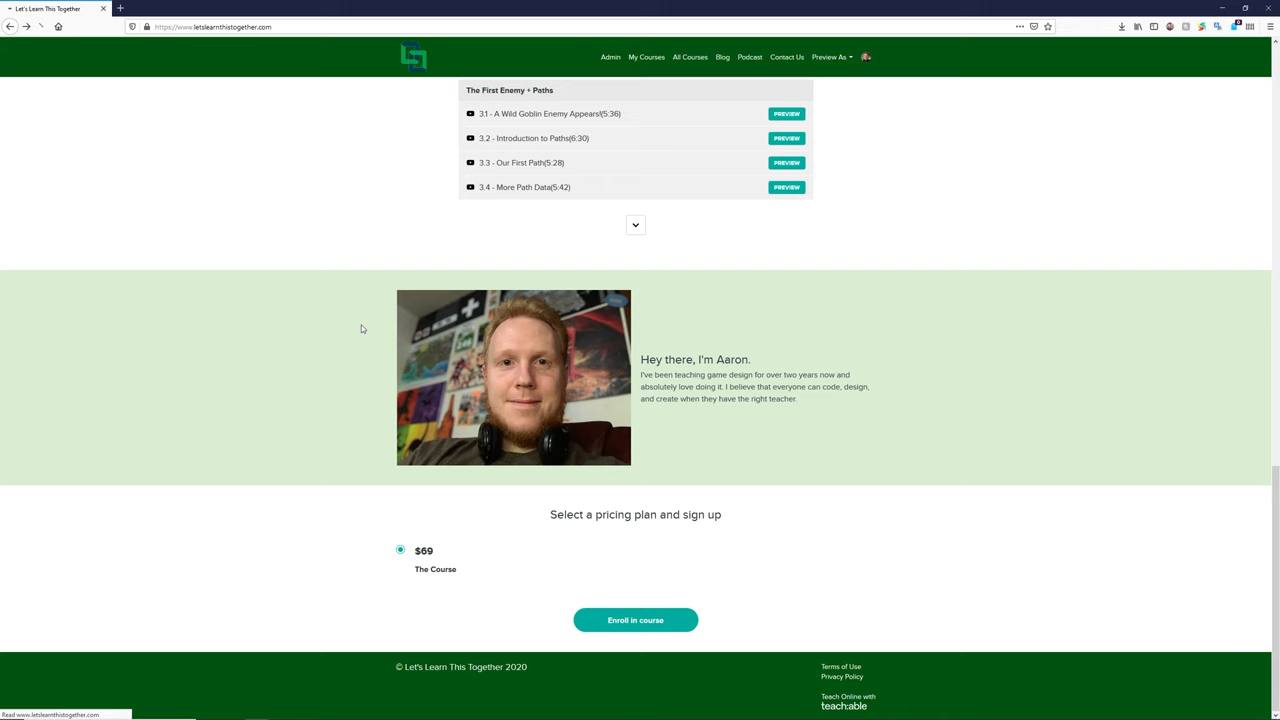 Let's Learn This Together
https://www.letslearnthistogether.com
Admin My Courses All Courses Blog Podcast Contact Us Preview As
The First Enemy + Paths
3.1 - A Wild Goblin Enemy Appears!(5:36) PREVIEW
3.2 - Introduction to Paths(6:30) PREVIEW
3.3 - Our First Path(5:28) PREVIEW
3.4 - More Path Data(5:42) PREVIEW
Hey there, I'm Aaron.
I've been teaching game design for over two years now and
absolutely love doing it. I believe that everyone can code, design,
and create when they have the right teacher.
Select a pricing plan and sign up
$69
The Course
Enroll in course
© Let's Learn This Together 2020
Terms of Use
Privacy Policy
Teach Online with
teach:able
Read www.letslearnthistogether.com